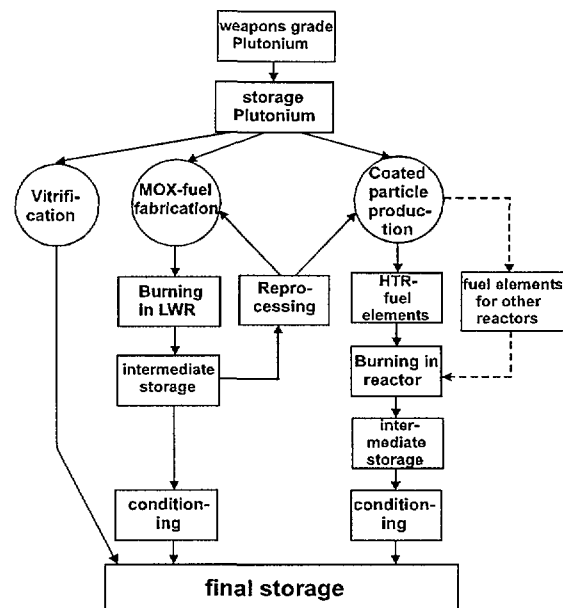 weapons grade
Plutonium
storage
Plutonium
Vitrifi-
cation
MOX-fuel
fabrication
Coated
particle
produc-
tion
Burning
in LWR
Repro-
cessing
HTR-
fuel
elements
fuel elements
for other
reactors
intermediate
storage
Burning in
reactor
inter-
mediate
storage
condition-
ing
condition-
ing
final storage